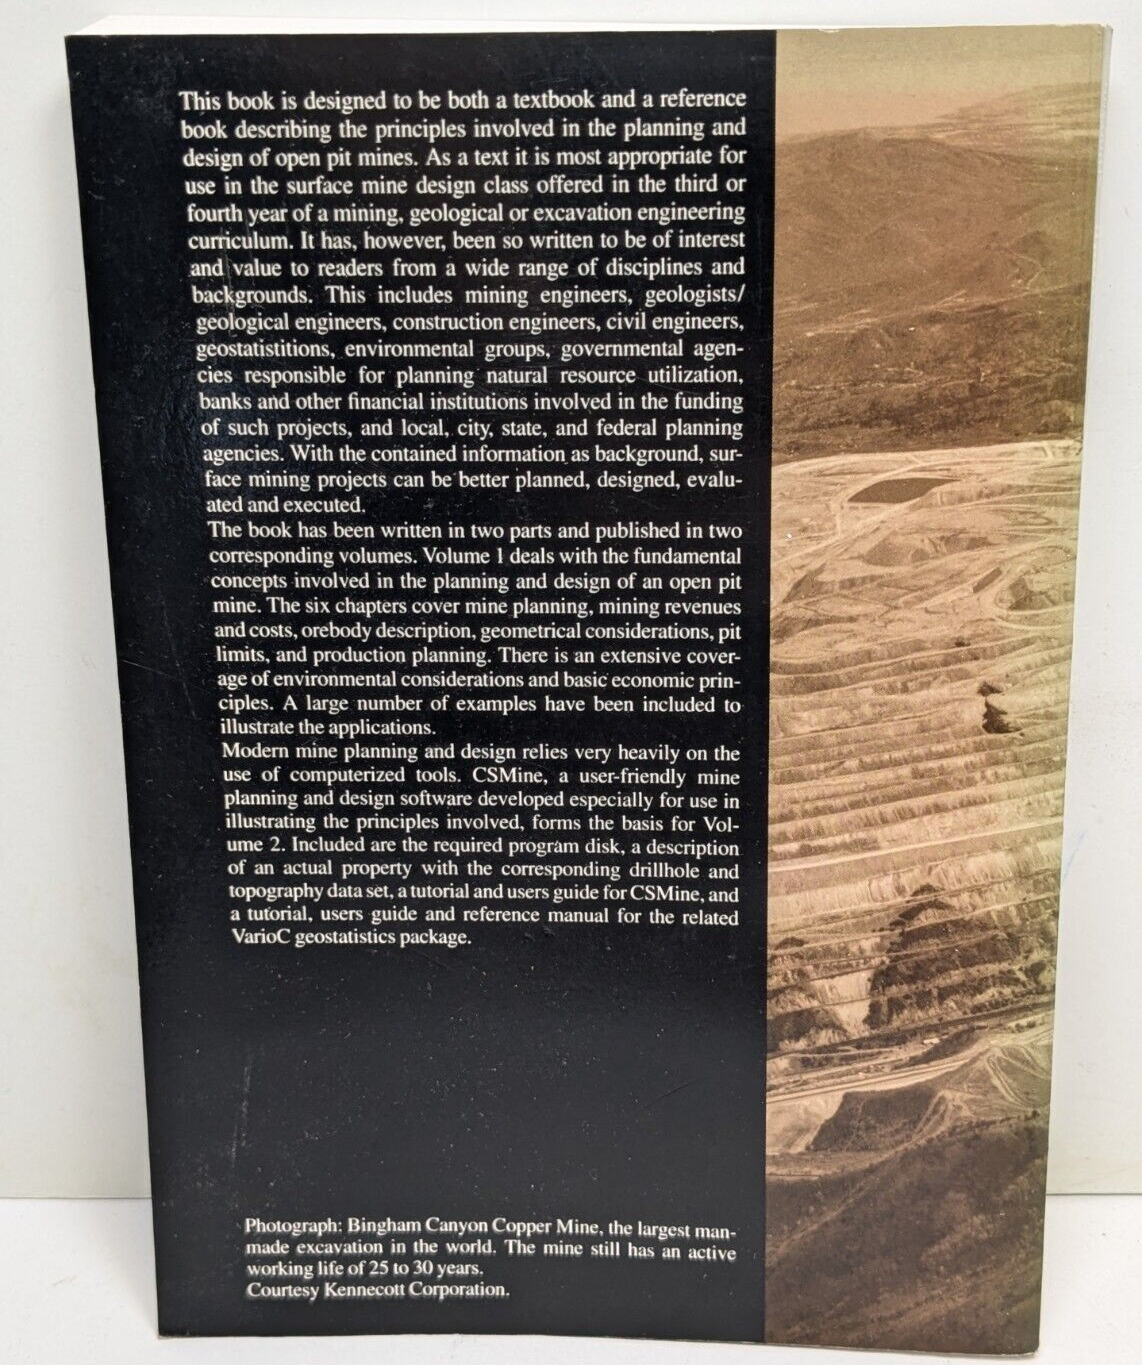 This book is designed to be both a textbook and a reference
book describing the principles involved in the planning and
design of open pit mines. As a text it is most appropriate for
use in the surface mine design class offered in the third or
fourth year of a mining, geological or excavation engineering
curriculum. It has, however, been so written to be of interest
and value to readers from a wide range of disciplines and
backgrounds. This includes mining engineers, geologists/
geological engineers, construction engineers, civil engineers,
geostatistitions, environmental groups, governmental agen-
cies responsible for planning natural resource utilization,
banks and other financial institutions involved in the funding
of such projects, and local, city, state, and federal planning
agencies. With the contained information as background, sur-
face mining projects can be better planned, designed, evalu-
ated and executed.
The book has been written in two parts and published in two
corresponding volumes. Volume 1 deals with the fundamental
concepts involved in the planning and design of an open pit
mine. The six chapters cover mine planning, mining revenues
and costs, orebody description, geometrical considerations, pit
limits, and production planning. There is an extensive cover-
age of environmental considerations and basic economic prin-
ciples. A large number of examples have been included to
illustrate the applications.
Modern mine planning and design relies very heavily on the
use of computerized tools. CSMine, a user-friendly mine
planning and design software developed especially for use in
illustrating the principles involved, forms the basis for Vol-
ume 2. Included are the required program disk, a description
of an actual property with the corresponding drillhole and
topography data set, a tutorial and users guide for CSMine, and
a tutorial, users guide and reference manual for the related
VarioC geostatistics package.
Photograph: Bingham Canyon Copper Mine, the largest man-
made excavation in the world. The mine still has an active
working life of 25 to 30 years.
Courtesy Kennecott Corporation.